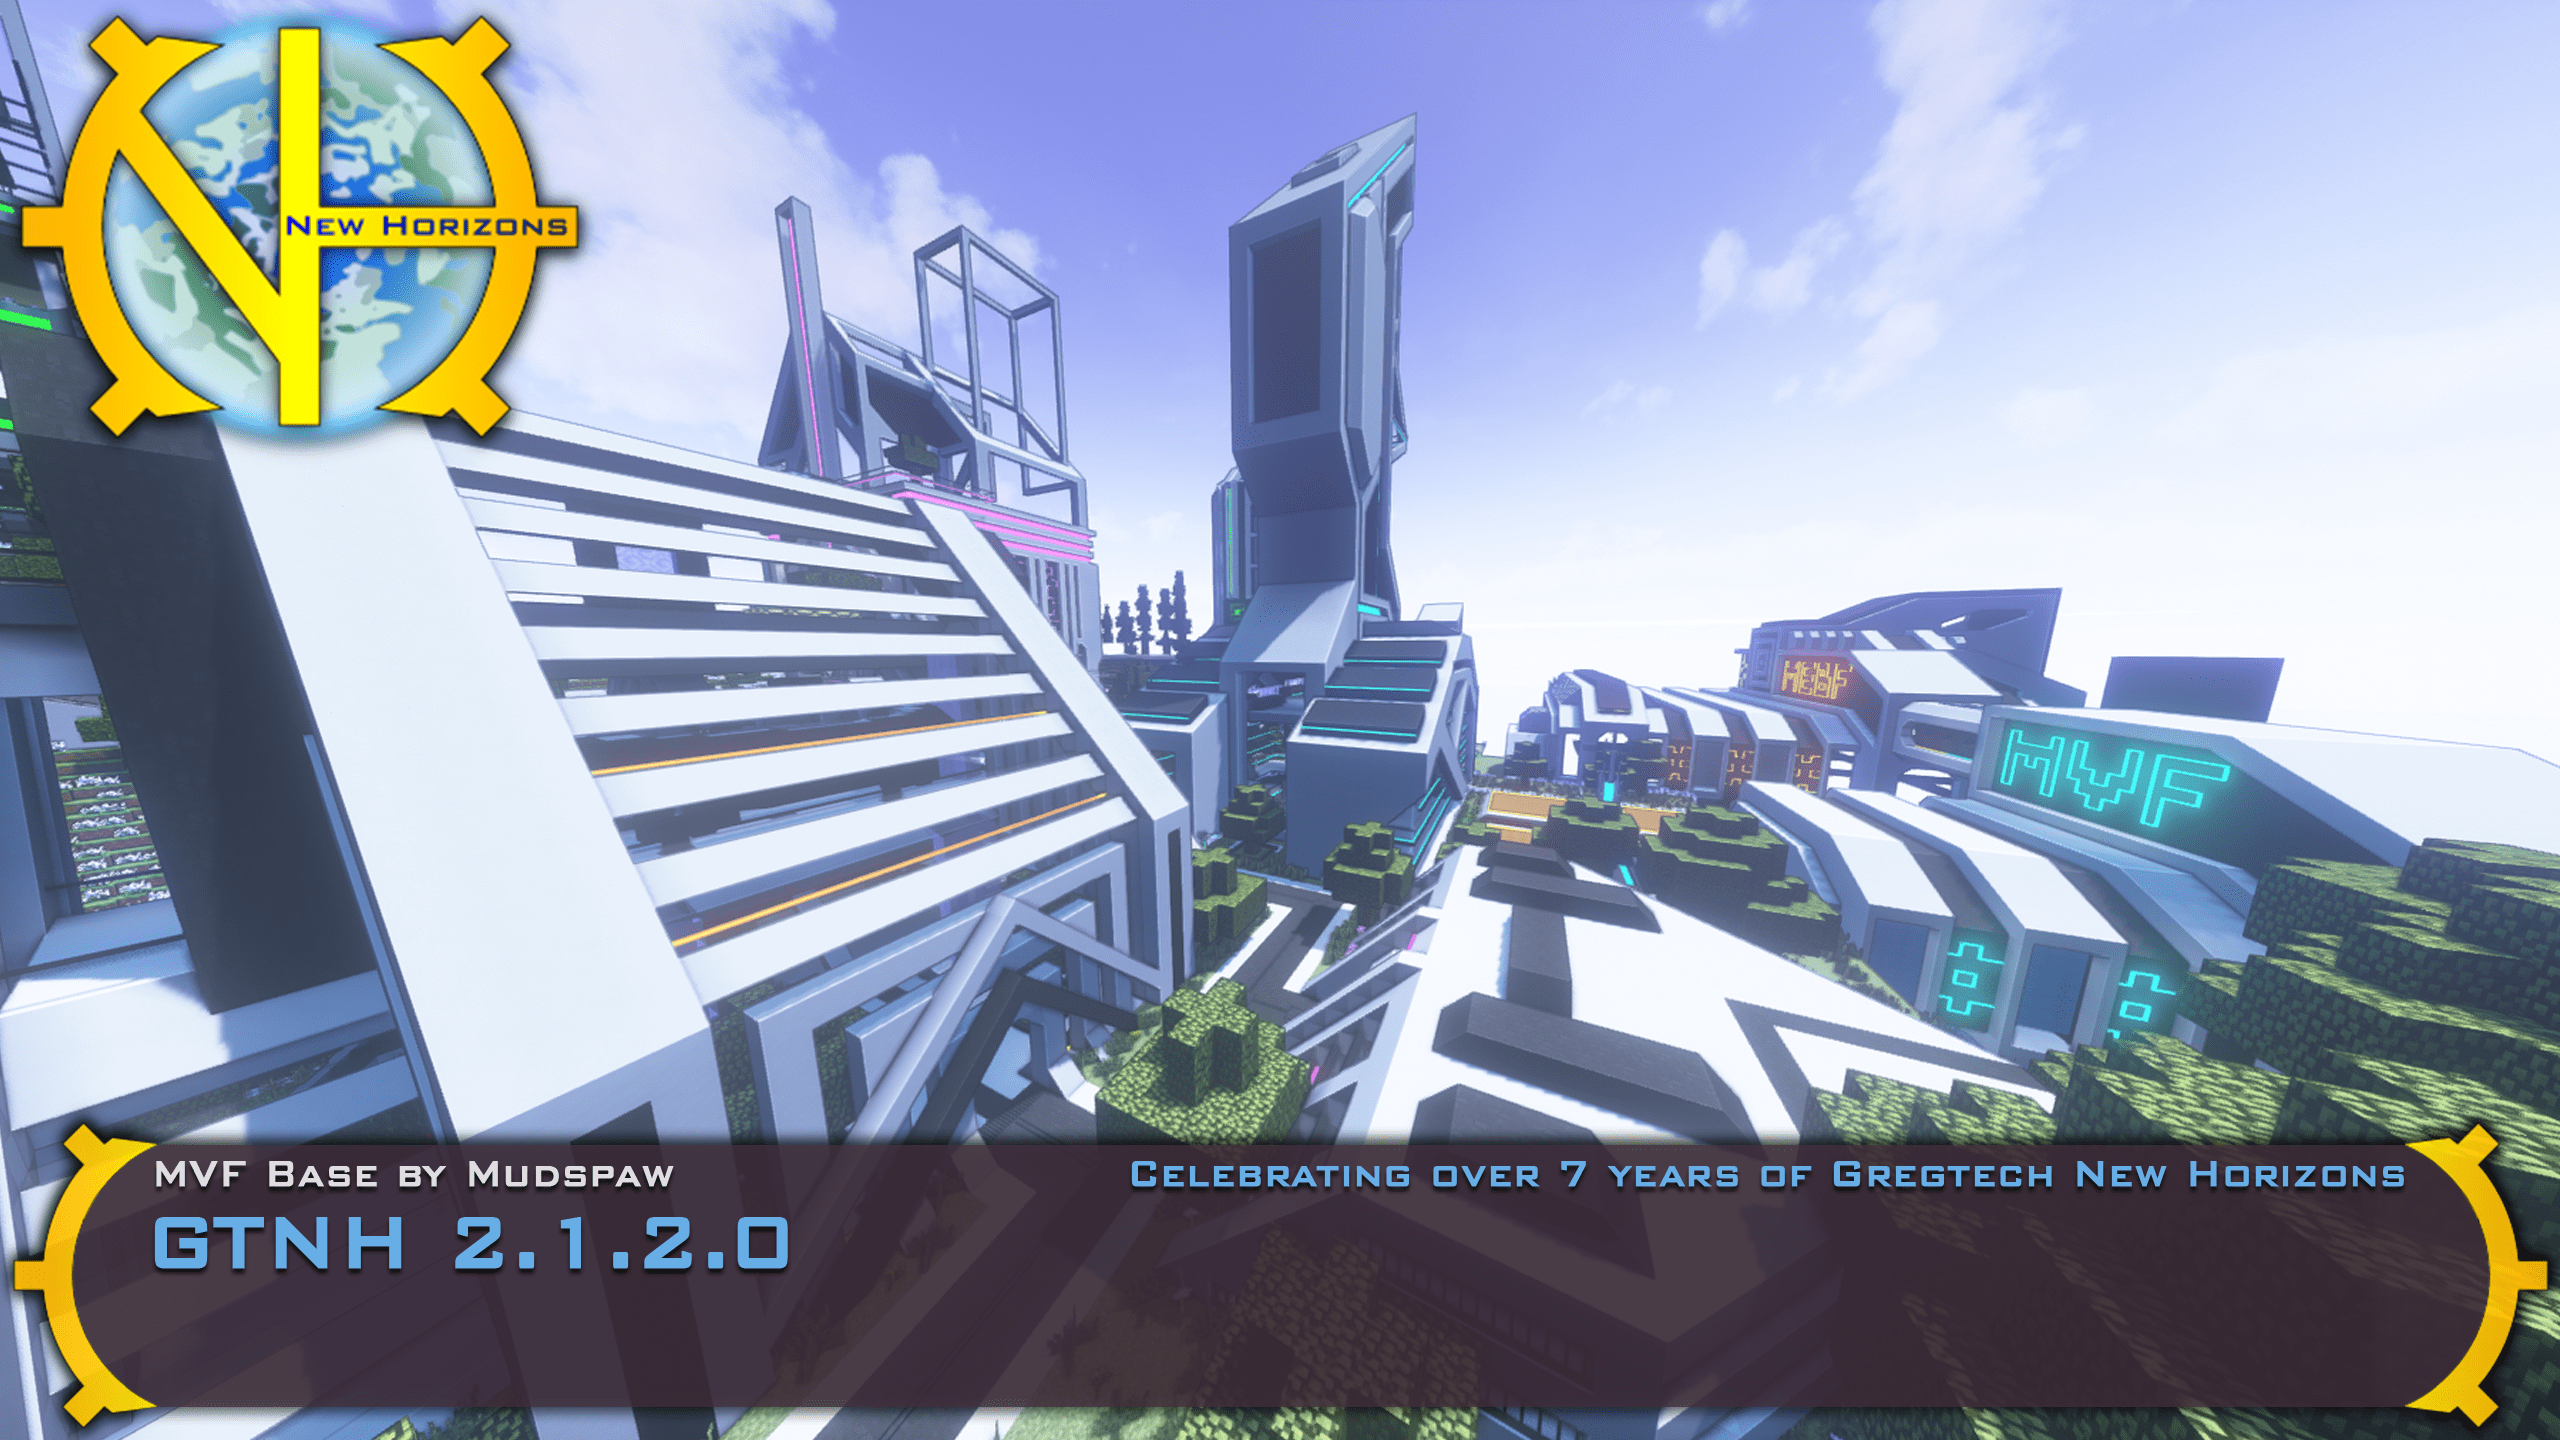 New Horizons
MEBF
MVF
MVF Base by Mudspaw
Celebrating over 7 years of Gregtech New Horizons
GTNH 2.1.2.0